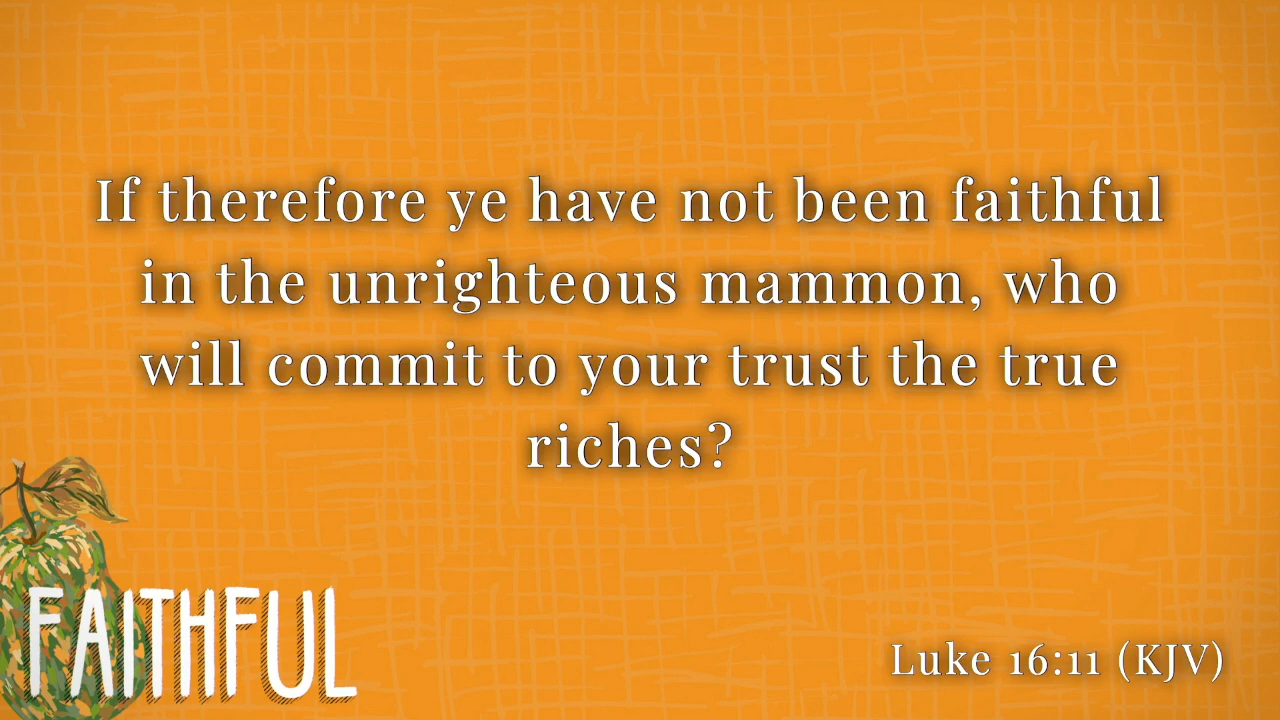 If therefore ye have not been faithful
in the unrighteous mammon, who
will commit to your trust the true
riches?
FAITHFUL
Luke 16:11 (KJV)